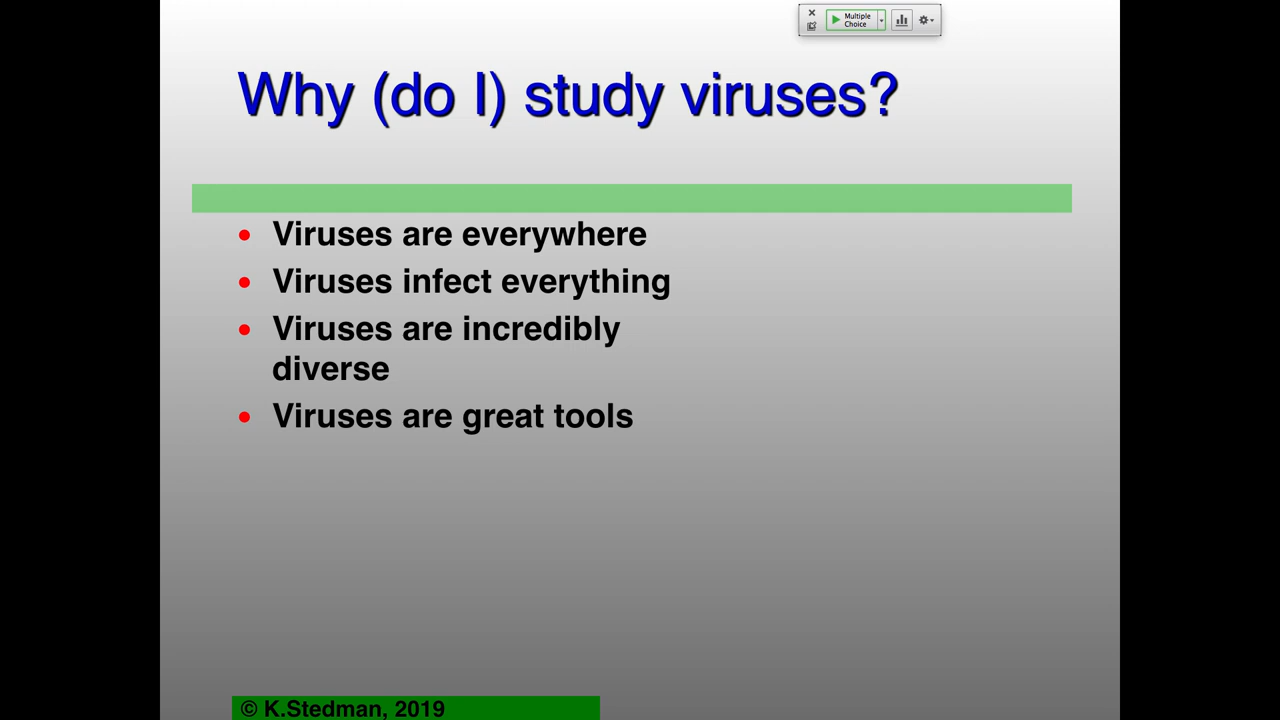 Multiple
Choice
Why (do I) study viruses?
• Viruses are everywhere
• Viruses infect everything
• Viruses are incredibly
diverse
• Viruses are great tools
© K.Stedman, 2019